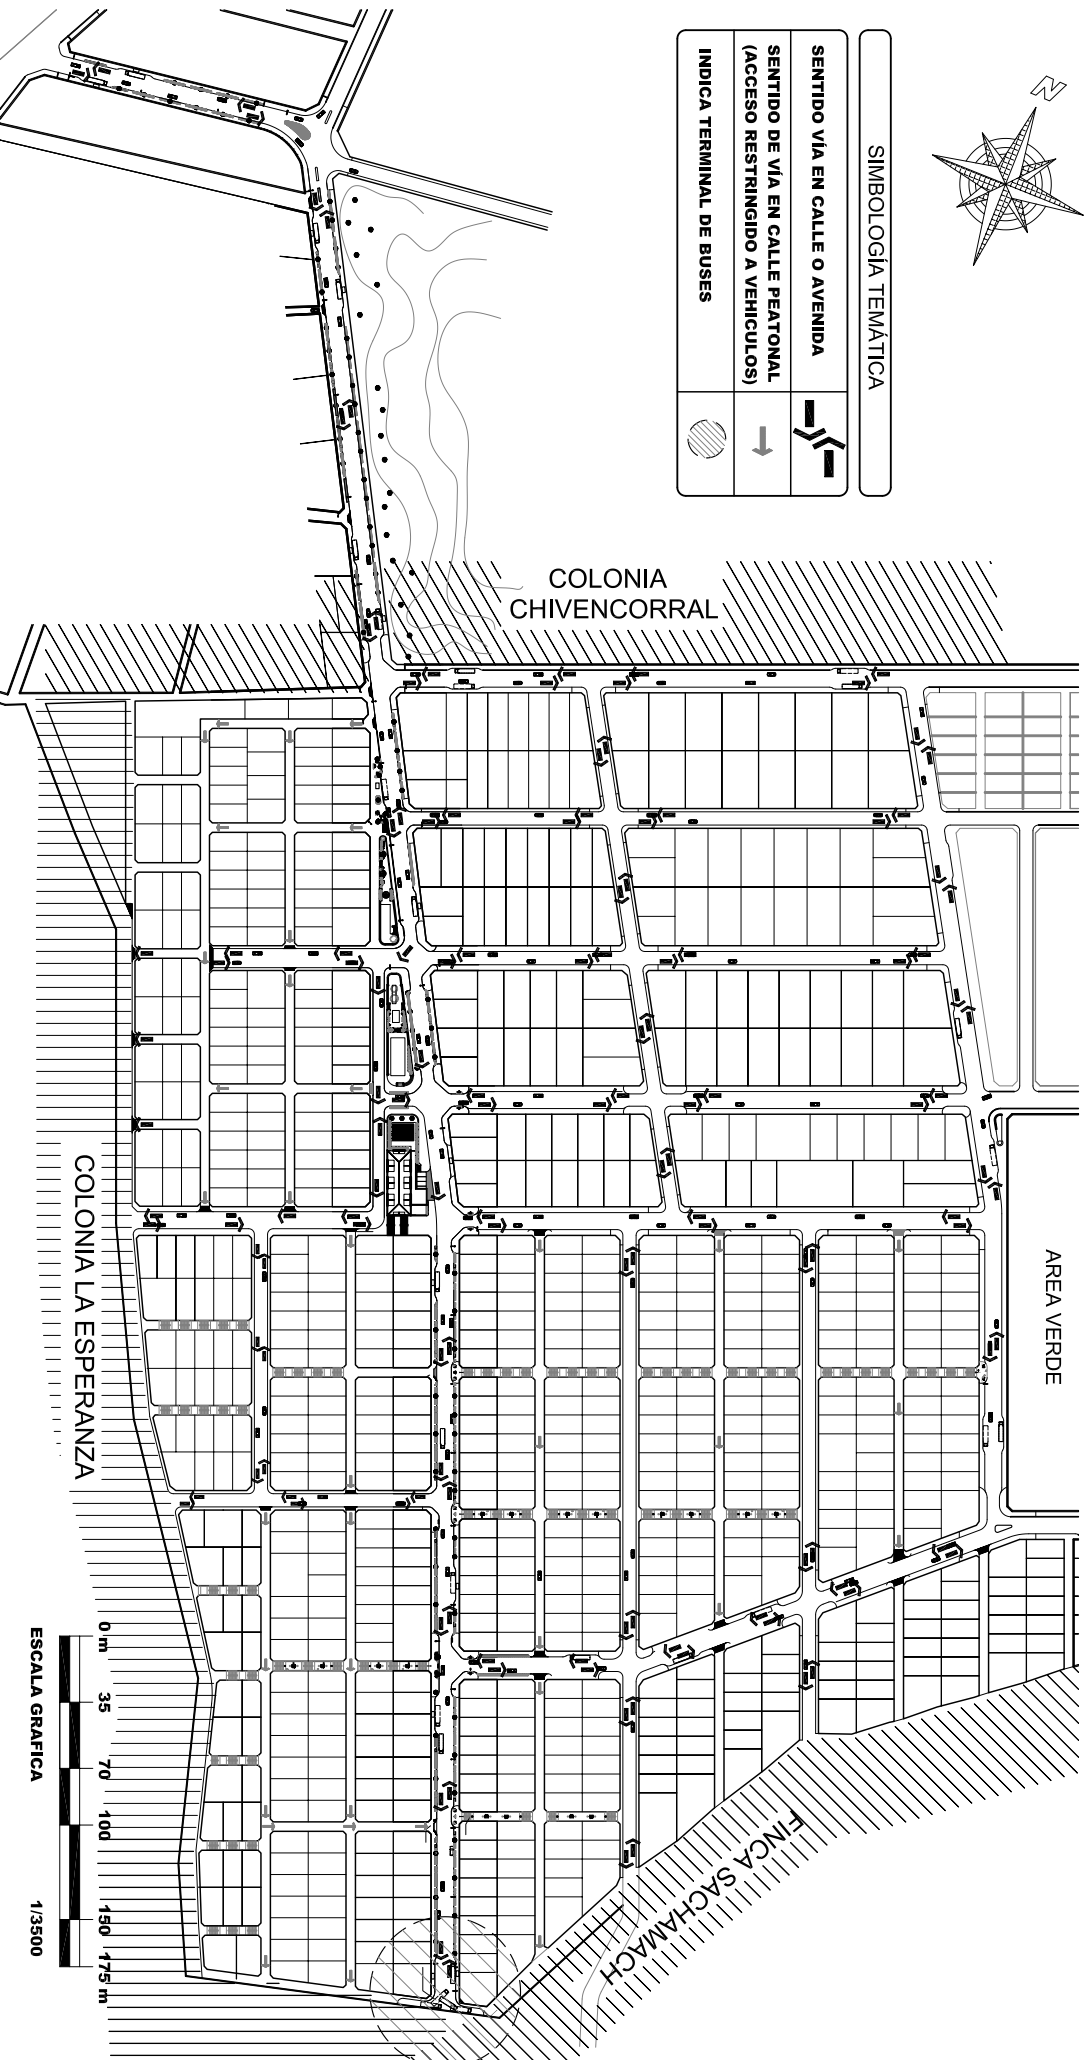 N
SIMBOLOGÍA TEMÁTICA
SENTIDO VÍA EN CALLE O AVENIDA
SENTIDO DE VÍA EN CALLE PEATONAL
(ACCESO RESTRINGIDO A VEHICULOS)
INDICA TERMINAL DE BUSES
COLONIA
CHIVENCORRAL
AREA VERDE
COLONIA LA ESPERANZA
FINCA SACHAMACH
0 m 35 70 100 150 175 m
ESCALA GRAFICA 1/3500